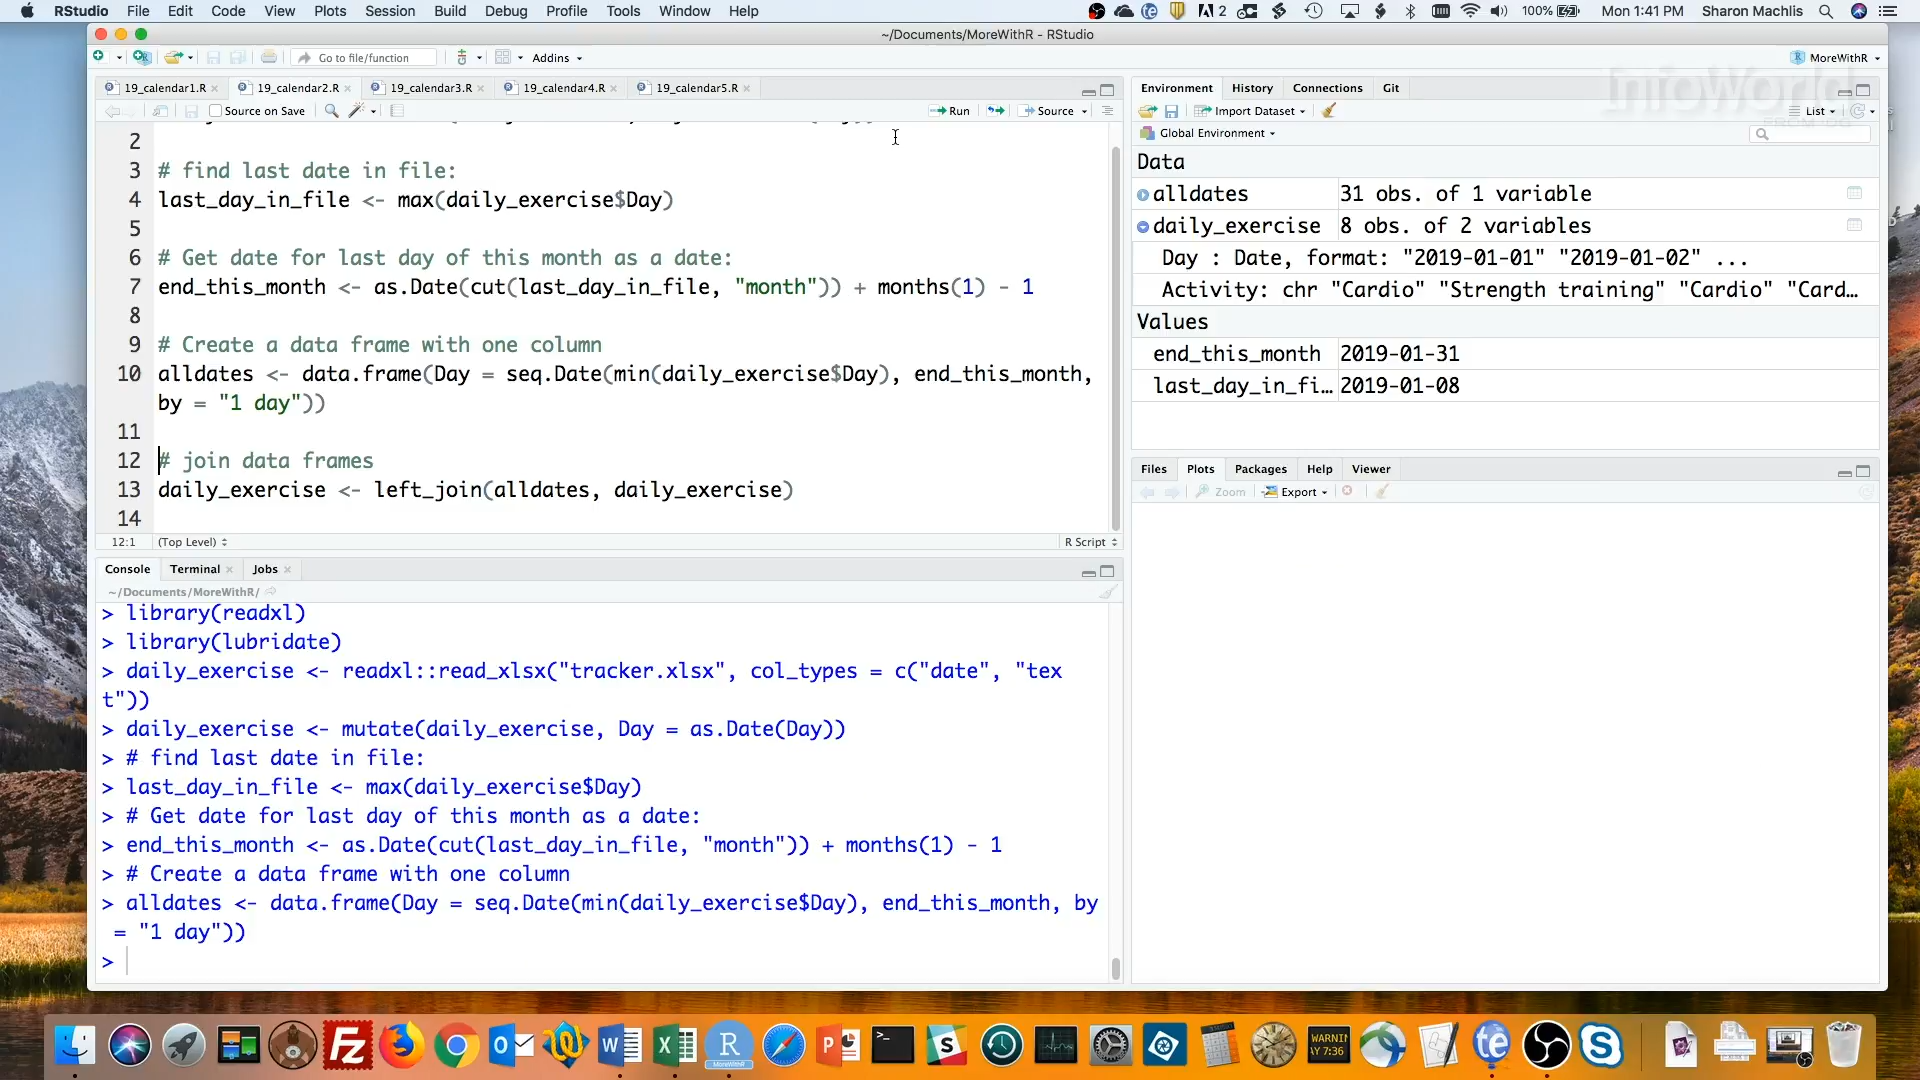 RStudio File Edit Code View Plots Session Build Debug Profile Tools Window Help
2 100% Mon 1:41 PM Sharon Machlis
~/Documents/MoreWithR - RStudio
Go to file/function Addins MoreWithR
InfoWorld
FROM IDG
19_calendar1.R 19_calendar2.R 19_calendar3.R 19_calendar4.R 19_calendar5.R
Source on Save Run Source
2
3 # find last date in file:
4 last_day_in_file <- max(daily_exercise$Day)
5
6 # Get date for last day of this month as a date:
7 end_this_month <- as.Date(cut(last_day_in_file, "month")) + months(1) - 1
8
9 # Create a data frame with one column
10 alldates <- data.frame(Day = seq.Date(min(daily_exercise$Day), end_this_month,
by = "1 day"))
11
12 # join data frames
13 daily_exercise <- left_join(alldates, daily_exercise)
14
12:1 (Top Level) R Script
Console Terminal Jobs
~/Documents/MoreWithR/
> library(readxl)
> library(lubridate)
> daily_exercise <- readxl::read_xlsx("tracker.xlsx", col_types = c("date", "tex
t"))
> daily_exercise <- mutate(daily_exercise, Day = as.Date(Day))
> # find last date in file:
> last_day_in_file <- max(daily_exercise$Day)
> # Get date for last day of this month as a date:
> end_this_month <- as.Date(cut(last_day_in_file, "month")) + months(1) - 1
> # Create a data frame with one column
> alldates <- data.frame(Day = seq.Date(min(daily_exercise$Day), end_this_month, by
= "1 day"))
>
Environment History Connections Git
Import Dataset List
Global Environment
Data
alldates 31 obs. of 1 variable
daily_exercise 8 obs. of 2 variables
Day : Date, format: "2019-01-01" "2019-01-02" ...
Activity: chr "Cardio" "Strength training" "Cardio" "Card…
Values
end_this_month 2019-01-31
last_day_in_fi… 2019-01-08
Files Plots Packages Help Viewer
Zoom Export
WARNIN
AY 7:36
MoreWithR